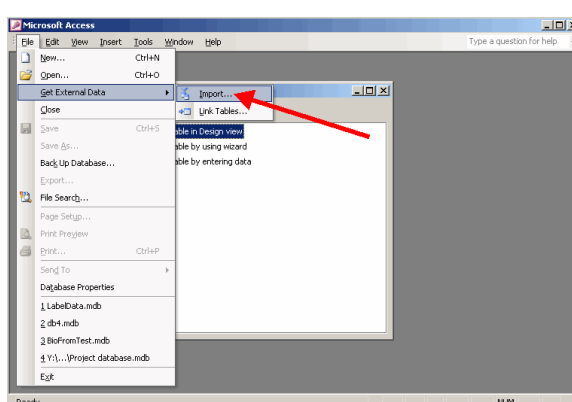 Microsoft Access
File Edit View Insert Tools Window Help Type a question for help
New... Ctrl+N
Open... Ctrl+O
Get External Data
Import...
Close
Link Tables...
Save Ctrl+S
able in Design view
Save As...
able by using wizard
Back Up Database...
able by entering data
Export...
File Search...
Page Setup...
Print Preview
Print... Ctrl+P
Send To
Database Properties
1 LabelData.mdb
2 db4.mdb
3 BioFromTest.mdb
4 Y:\...\Project database.mdb
Exit
Ready NUM